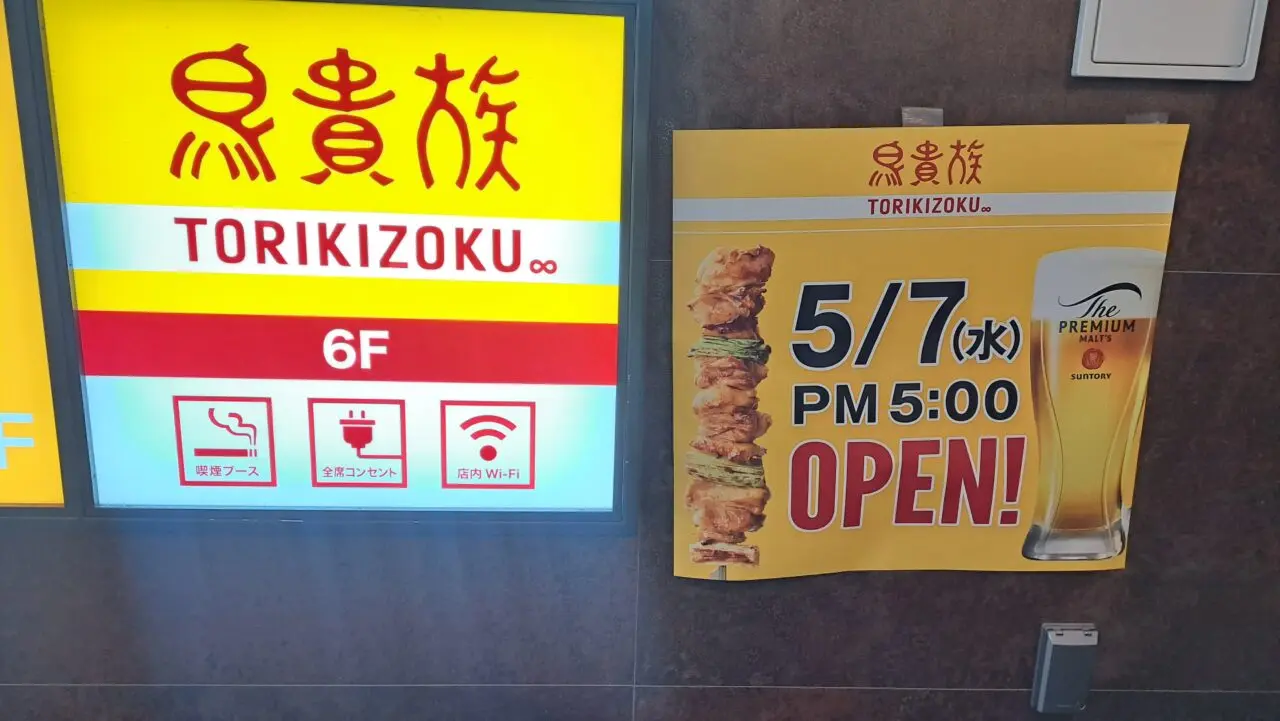 鳥貴族
TORIKIZOKU∞
6F
喫煙ブース
全席コンセント
店内 Wi-Fi
鳥貴族
TORIKIZOKU∞
5/7(水)
PM 5:00
OPEN!
The
PREMIUM
MALT'S
SUNTORY
F